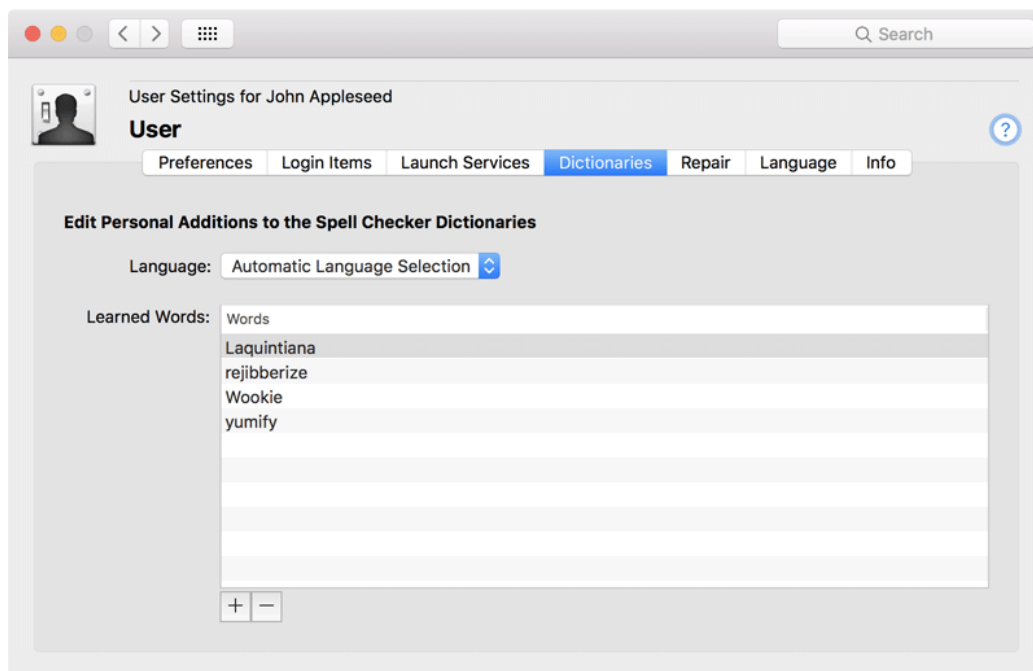 Search
User Settings for John Appleseed
User
?
Preferences Login Items Launch Services Dictionaries Repair Language Info
Edit Personal Additions to the Spell Checker Dictionaries
Language: Automatic Language Selection
Learned Words: Words
Laquintiana
rejibberize
Wookie
yumify
+ −